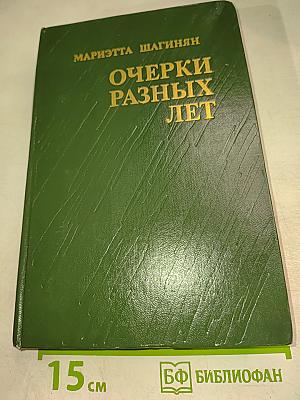 МАРИЭТТА ШАГИНЯН
ОЧЕРКИ
РАЗНЫХ
ЛЕТ
15 см
БФ БИБЛИОФАН